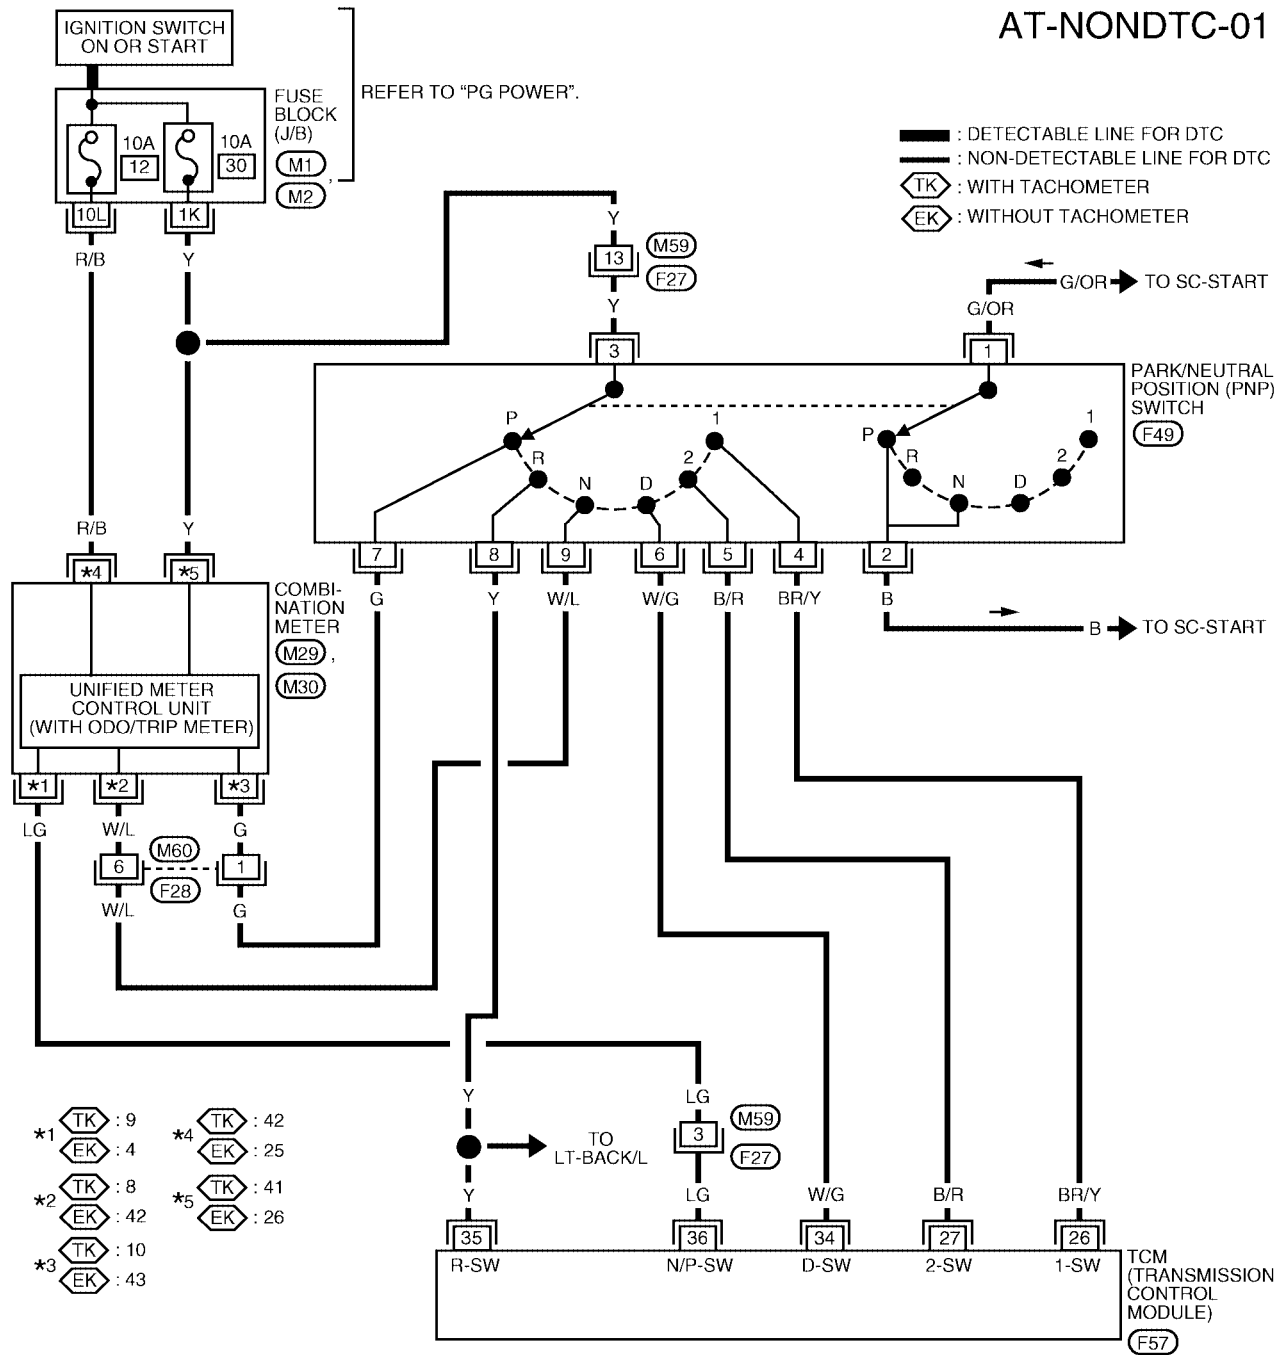 AT-NONDTC-01
IGNITION SWITCH
ON OR START
REFER TO "PG POWER".
FUSE
BLOCK
(J/B)
M1 ,
M2
10A
12
10A
30
10L
1K
: DETECTABLE LINE FOR DTC
: NON-DETECTABLE LINE FOR DTC
TK : WITH TACHOMETER
EK : WITHOUT TACHOMETER
R/B
Y
Y
13
M59
F27
Y
G/OR
TO SC-START
G/OR
3
1
PARK/NEUTRAL
POSITION (PNP)
SWITCH
F49
P
R
N
D
2
1
P
R
N
D
2
1
7
8
9
6
5
4
2
R/B
Y
*4
*5
G
Y
W/L
W/G
B/R
BR/Y
B
B
TO SC-START
COMBI-
NATION
METER
M29 ,
M30
UNIFIED METER
CONTROL UNIT
(WITH ODO/TRIP METER)
*1
*2
*3
LG
W/L
G
6
M60
F28
1
W/L
G
Y
TO
LT-BACK/L
LG
3
M59
F27
Y
LG
W/G
B/R
BR/Y
*1 TK : 9
EK : 4
*2 TK : 8
EK : 42
*3 TK : 10
EK : 43
*4 TK : 42
EK : 25
*5 TK : 41
EK : 26
35
36
34
27
26
R-SW
N/P-SW
D-SW
2-SW
1-SW
TCM
(TRANSMISSION
CONTROL
MODULE)
F57